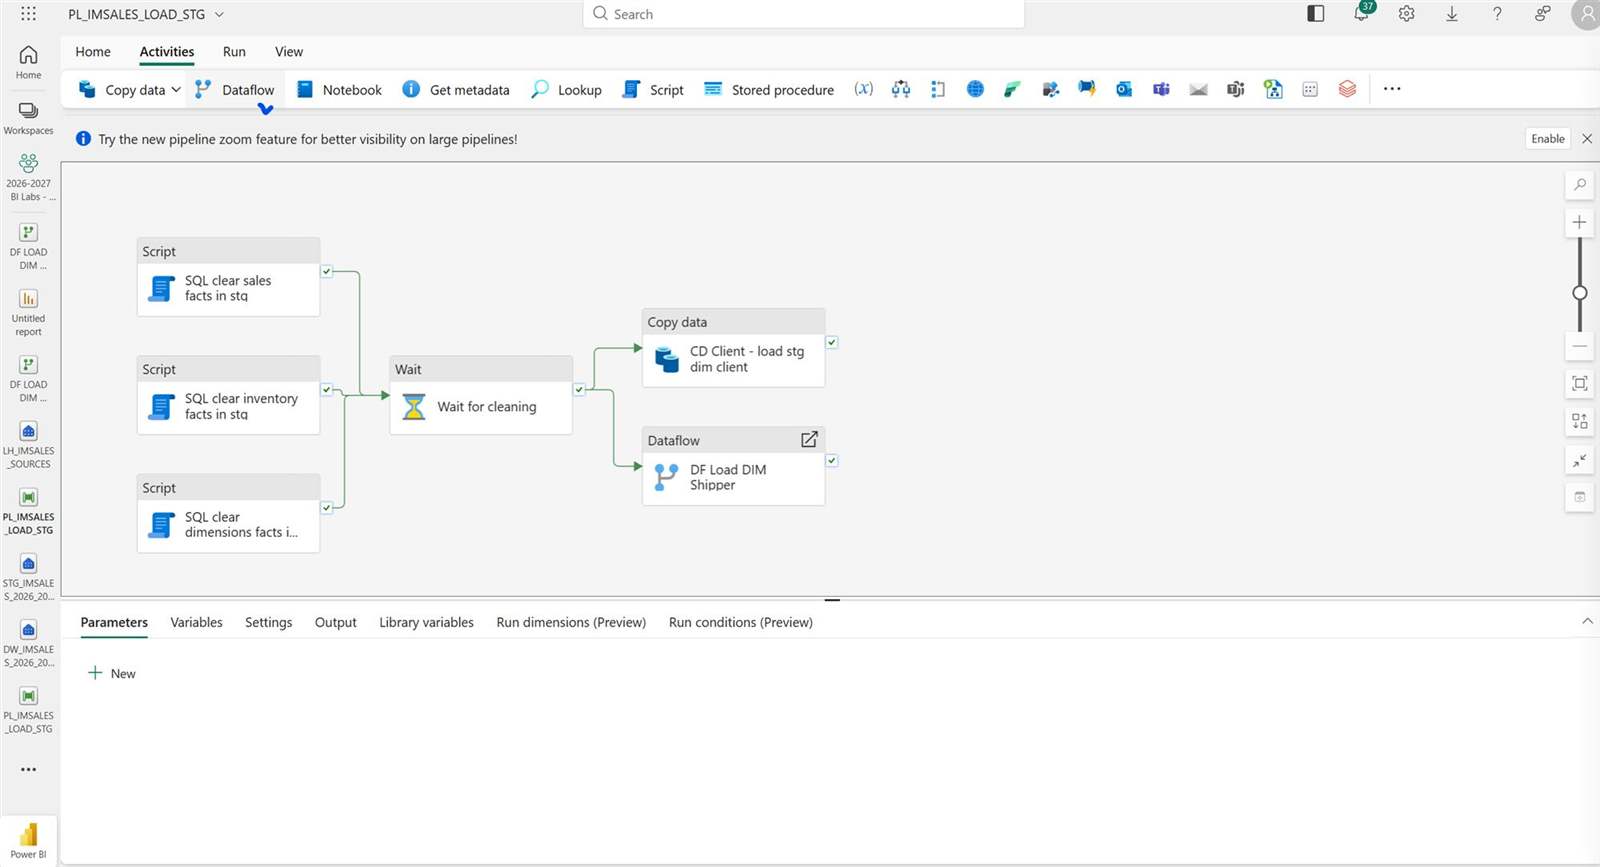 PL_IMSALES_LOAD_STG
Search
37
Home
Activities
Run
View
Copy data
Dataflow
Notebook
Get metadata
Lookup
Script
Stored procedure
(x)
Try the new pipeline zoom feature for better visibility on large pipelines!
Enable
Home
Workspaces
2026-2027
BI Labs - ...
DF LOAD
DIM ...
Untitled
report
DF LOAD
DIM ...
LH_IMSALES
_SOURCES
PL_IMSALES
_LOAD_STG
STG_IMSALE
S_2026_20...
DW_IMSALE
S_2026_20...
PL_IMSALES
_LOAD_STG
Power BI
Script
SQL clear sales
facts in stg
Script
SQL clear inventory
facts in stg
Script
SQL clear
dimensions facts i...
Wait
Wait for cleaning
Copy data
CD Client - load stg
dim client
Dataflow
DF Load DIM
Shipper
Parameters
Variables
Settings
Output
Library variables
Run dimensions (Preview)
Run conditions (Preview)
New